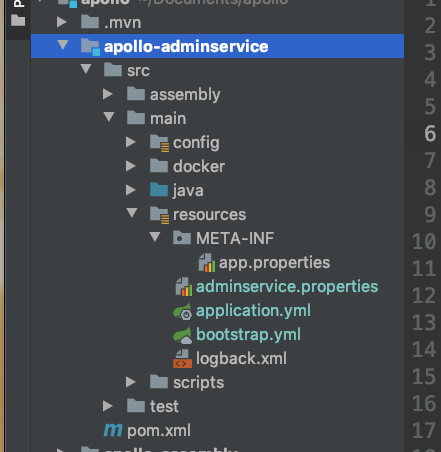 apollo ~/Documents/apollo
.mvn
apollo-adminservice
src
assembly
main
config
docker
java
resources
META-INF
app.properties
adminservice.properties
application.yml
bootstrap.yml
logback.xml
scripts
test
pom.xml
apollo-assembly
1
2
3
4
5
6
7
8
9
10
11
12
13
14
15
16
17